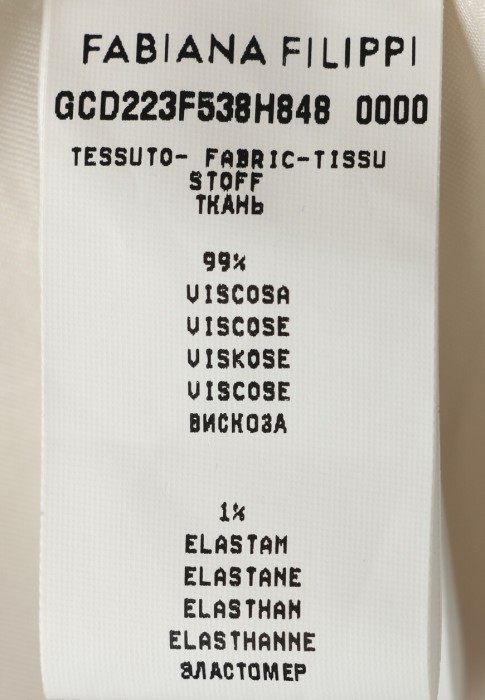 FABIANA FILIPPI
GCD223F538H848 0000
TESSUTO- FABRIC-TISSU
STOFF
ТКАНЬ
99%
VISCOSA
VISCOSE
VISKOSE
VISCOSE
ВИСКОЗА
1%
ELASTAM
ELASTANE
ELASTHAN
ELASTHANNE
ЭЛАСТОМЕР